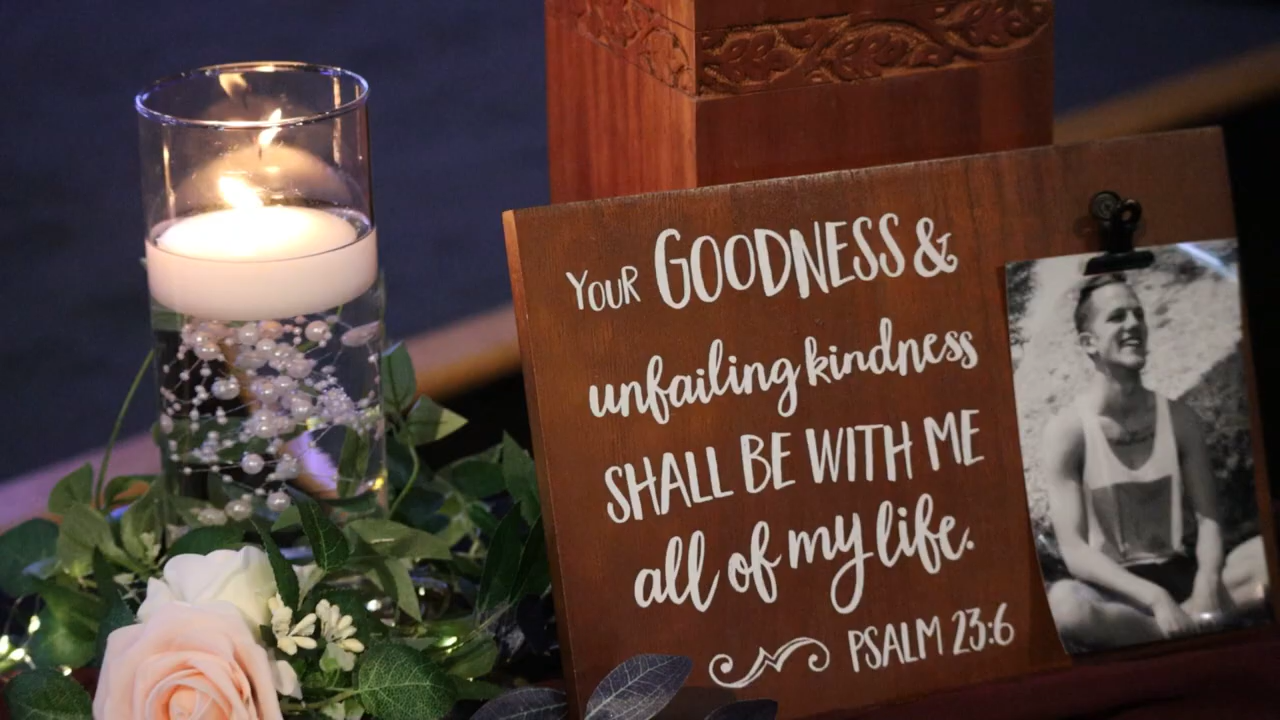 YOUR GOODNESS &
unfailing kindness
SHALL BE WITH ME
all of my life.
PSALM 23:6